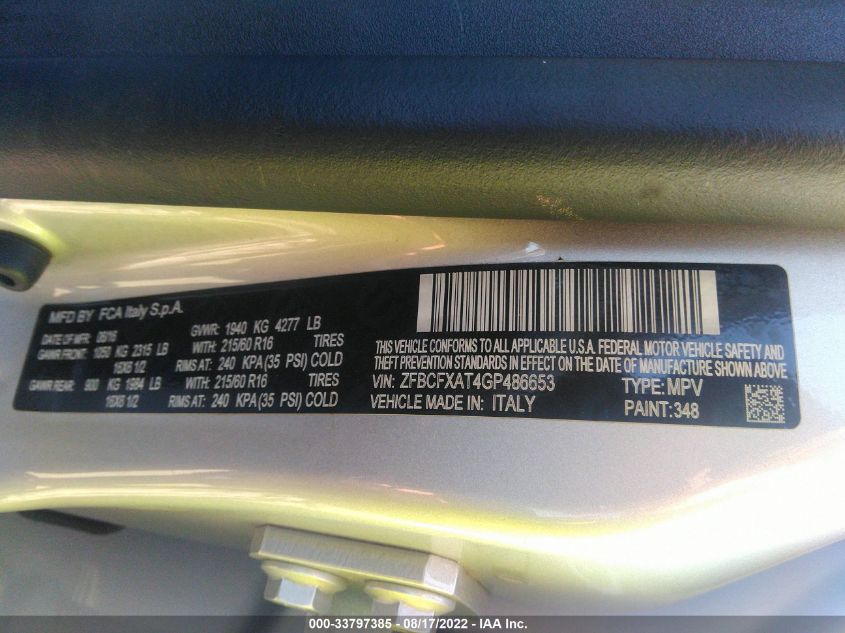 MFD BY FCA Italy S.p.A.
DATE OF MFR 06/16 GVWR: 1940 KG 4277 LB
GAWR FRONT: 1050 KG 2315 LB WITH: 215/60 R16 TIRES
16X6 1/2 RIMS AT: 240 KPA (35 PSI) COLD
GAWR REAR: 900 KG 1984 LB WITH: 215/60 R16 TIRES
16X6 1/2 RIMS AT: 240 KPA (35 PSI) COLD
THIS VEHICLE CONFORMS TO ALL APPLICABLE U.S.A. FEDERAL MOTOR VEHICLE SAFETY AND
THEFT PREVENTION STANDARDS IN EFFECT ON THE DATE OF MANUFACTURE SHOWN ABOVE
VIN: ZFBCFXAT4GP486653 TYPE: MPV
VEHICLE MADE IN: ITALY PAINT: 348
000-33797385 - 08/17/2022 - IAA Inc.